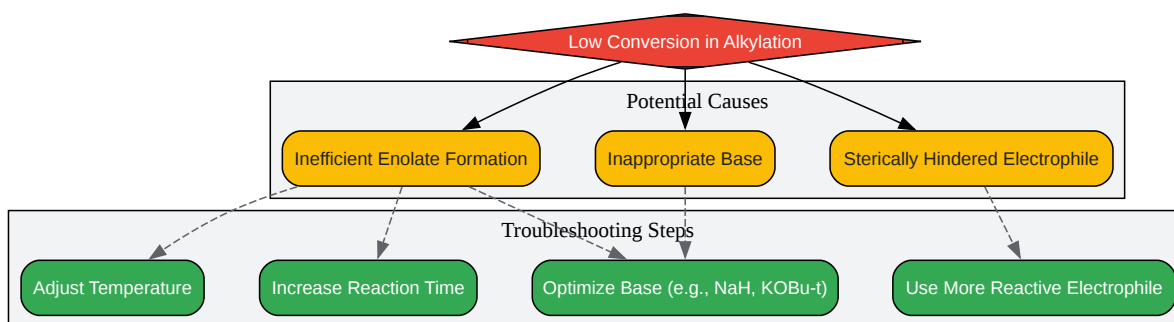 Low Conversion in Alkylation
Potential Causes
Inefficient Enolate Formation
Inappropriate Base
Sterically Hindered Electrophile
Troubleshooting Steps
Adjust Temperature
Increase Reaction Time
Optimize Base (e.g., NaH, KOBu-t)
Use More Reactive Electrophile